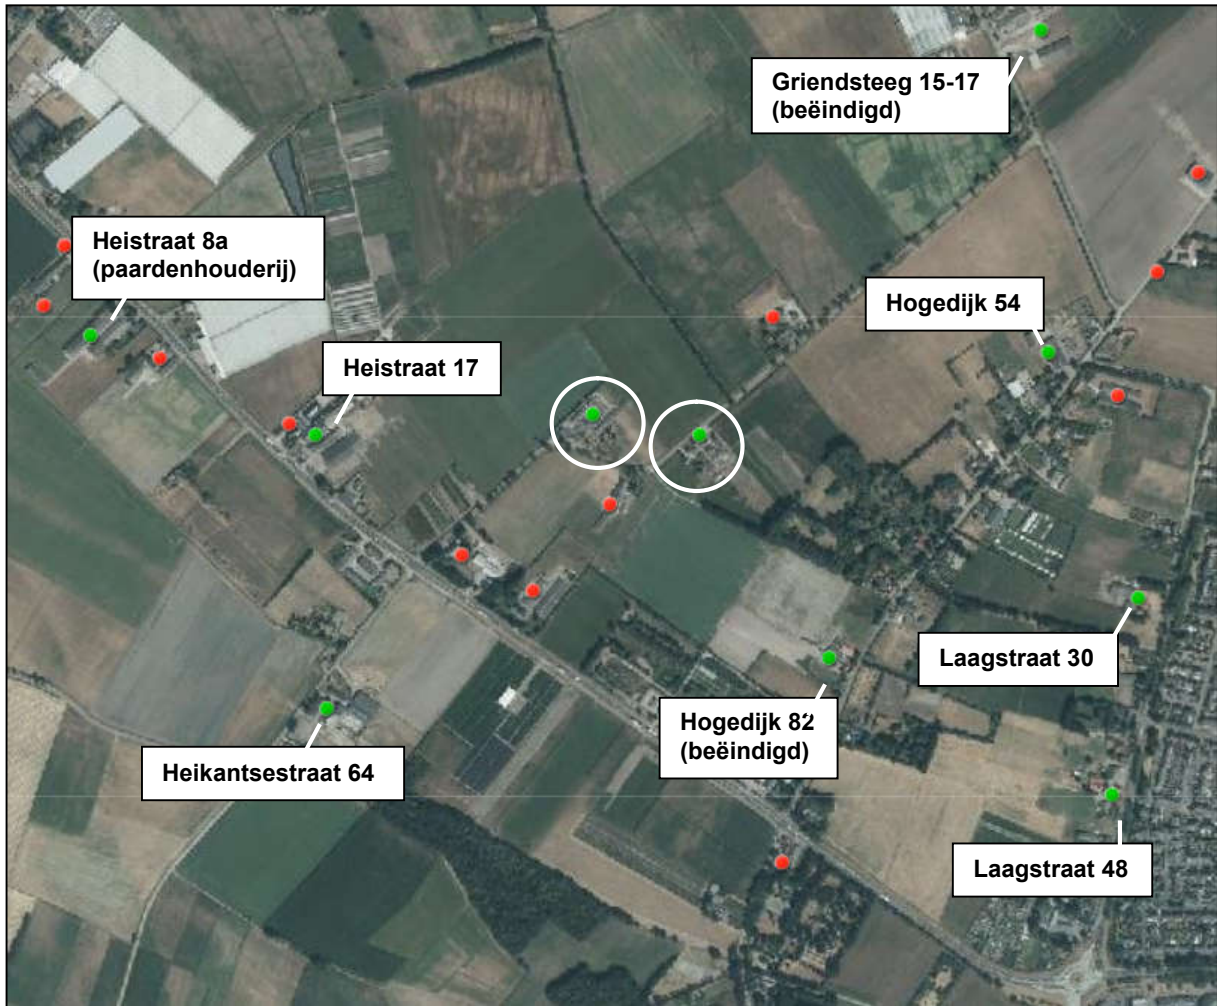 Griendsteeg 15-17
(beëindigd)
Heistraat 8a
(paardenhouderij)
Hogedijk 54
Heistraat 17
Laagstraat 30
Hogedijk 82
(beëindigd)
Heikantsestraat 64
Laagstraat 48